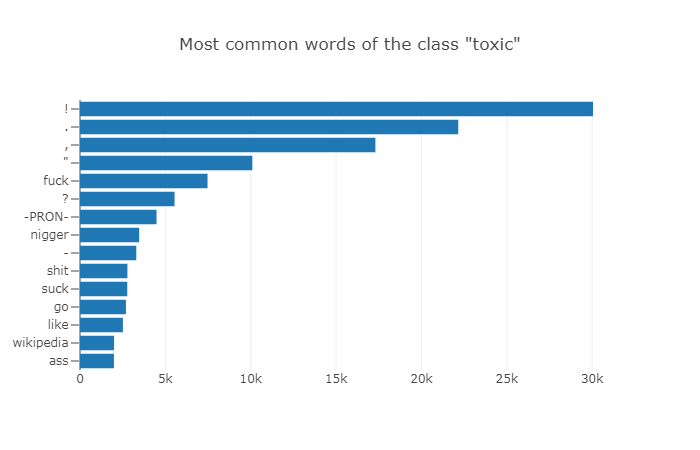 Most common words of the class "toxic"
!
.
,
"
fuck
?
-PRON-
nigger
-
shit
suck
go
like
wikipedia
ass
0 5k 10k 15k 20k 25k 30k